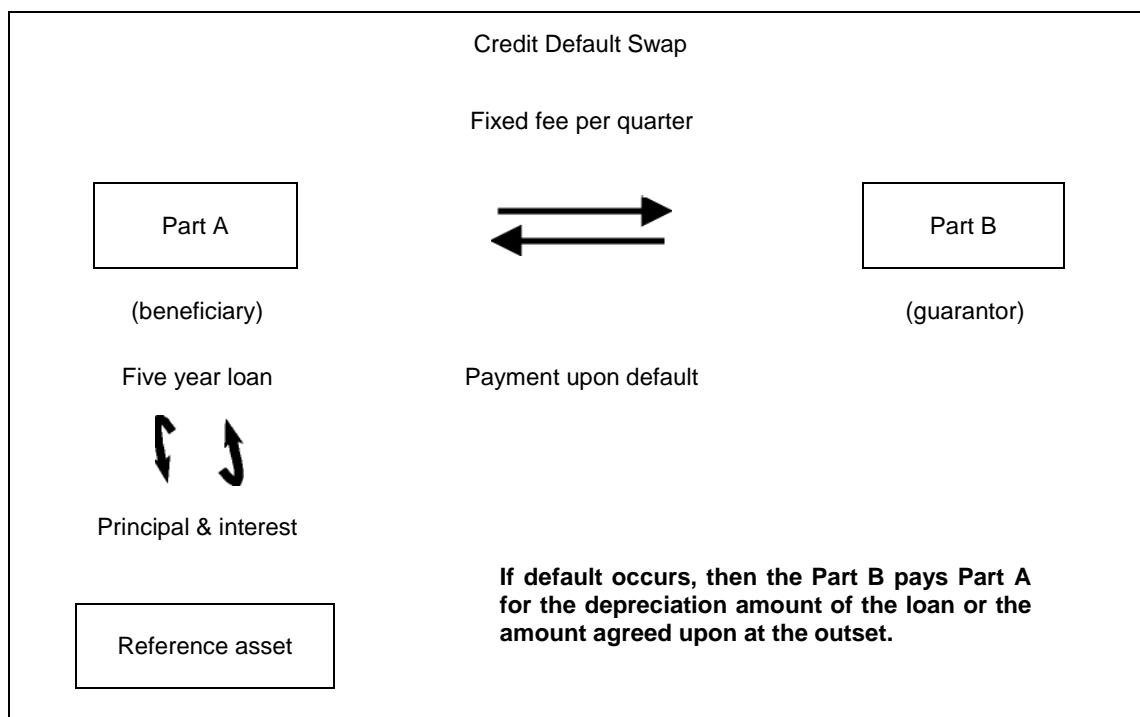 Credit Default Swap
Fixed fee per quarter
Part A
Part B
(beneficiary)
(guarantor)
Five year loan
Payment upon default
Principal & interest
If default occurs, then the Part B pays Part A
for the depreciation amount of the loan or the
amount agreed upon at the outset.
Reference asset